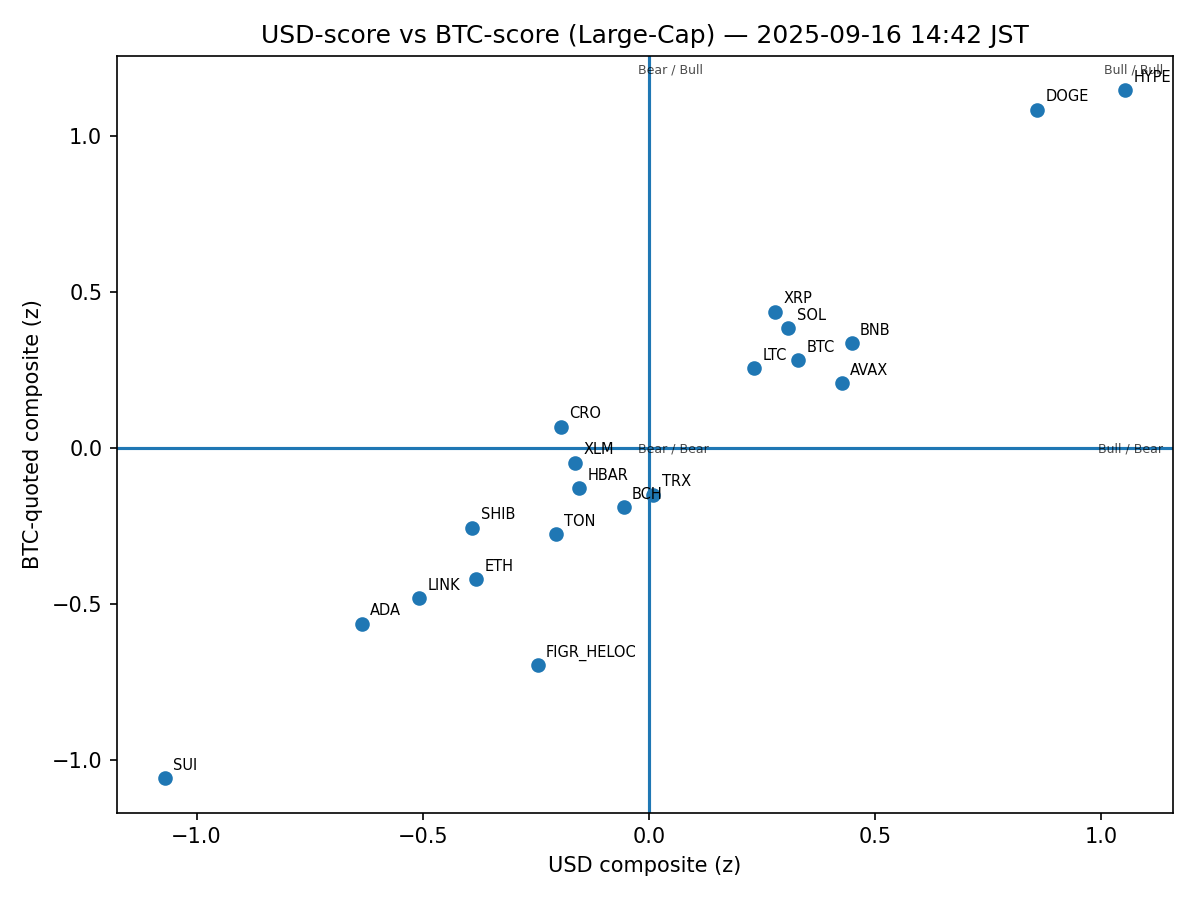 USD-score vs BTC-score (Large-Cap) — 2025-09-16 14:42 JST
Bear / Bull
Bull / Bull
HYPE
DOGE
1.0
XRP
0.5
SOL
BNB
BTC
LTC
AVAX
CRO
0.0
XLM
Bear / Bear
Bull / Bear
HBAR
TRX
BCH
SHIB
TON
ETH
LINK
−0.5
ADA
FIGR_HELOC
−1.0
SUI
BTC-quoted composite (z)
−1.0
−0.5
0.0
0.5
1.0
USD composite (z)